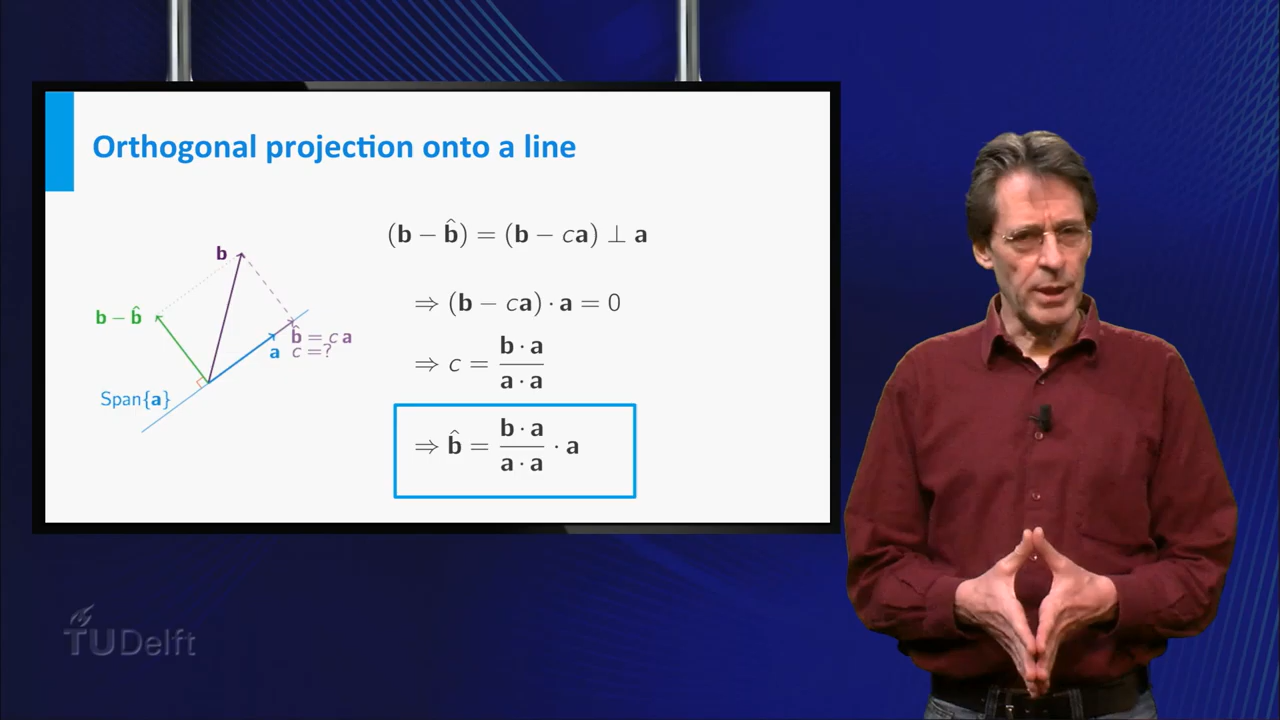 Orthogonal projection onto a line
(b − b̂) = (b − ca) ⊥ a
⇒ (b − ca) · a = 0
⇒ c = b · a / a · a
⇒ b̂ = b · a / a · a · a
b
b − b̂
b̂ = c a
a c =?
Span{a}
TUDelft